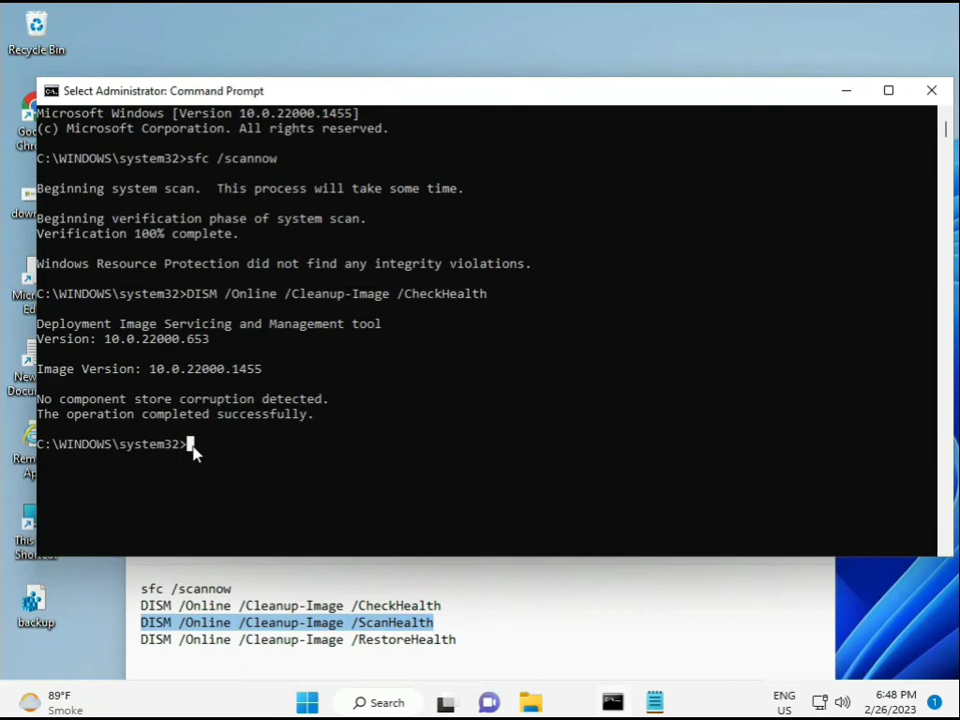 Recycle Bin
Select Administrator: Command Prompt
Microsoft Windows [Version 10.0.22000.1455]
(c) Microsoft Corporation. All rights reserved.
C:\WINDOWS\system32>sfc /scannow
Beginning system scan.  This process will take some time.
Beginning verification phase of system scan.
Verification 100% complete.
Windows Resource Protection did not find any integrity violations.
C:\WINDOWS\system32>DISM /Online /Cleanup-Image /CheckHealth
Deployment Image Servicing and Management tool
Version: 10.0.22000.653
Image Version: 10.0.22000.1455
No component store corruption detected.
The operation completed successfully.
C:\WINDOWS\system32>
backup
sfc /scannow
DISM /Online /Cleanup-Image /CheckHealth
DISM /Online /Cleanup-Image /ScanHealth
DISM /Online /Cleanup-Image /RestoreHealth
89°F
Smoke
Search
ENG
US
6:48 PM
2/26/2023
1